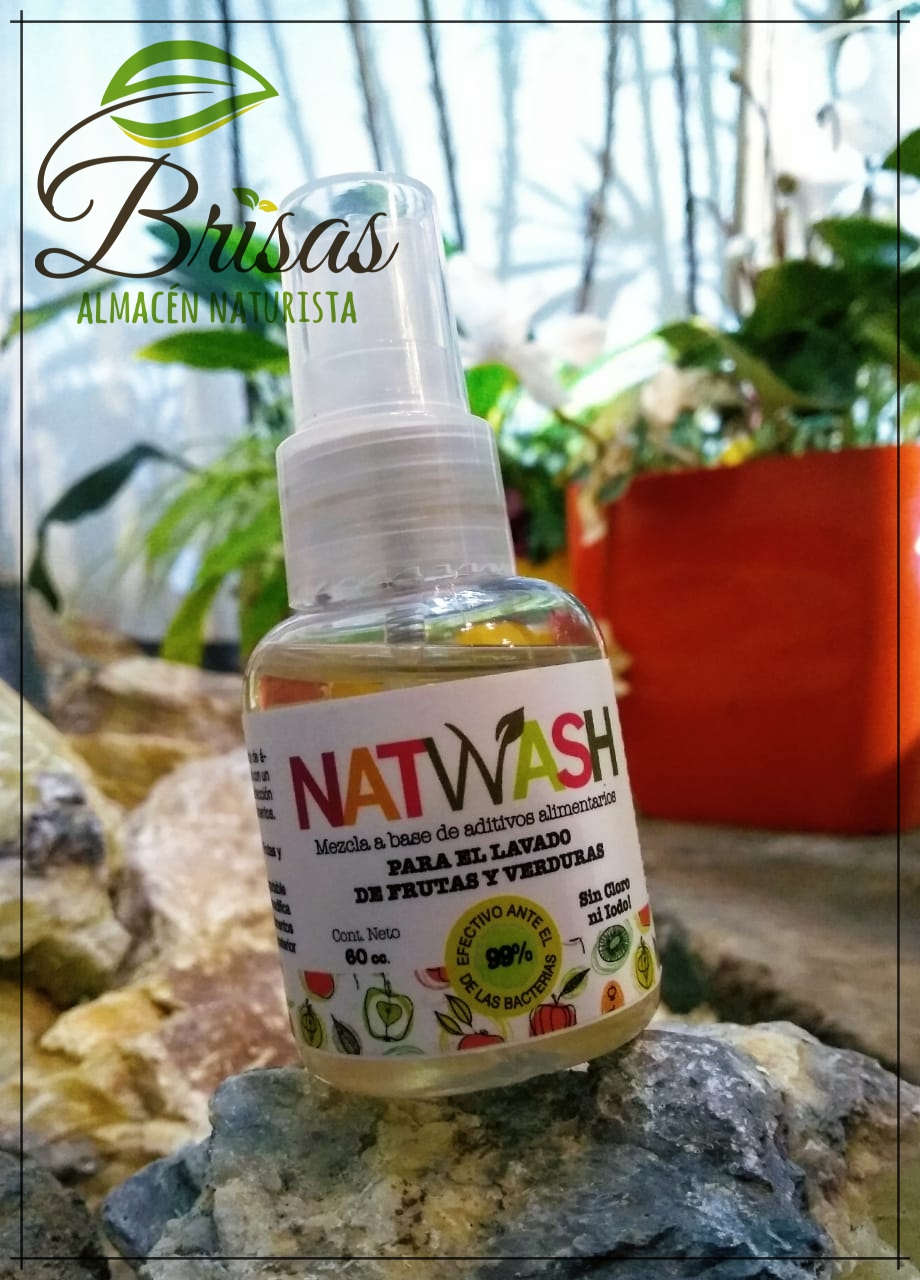 Brisas
ALMACÉN NATURISTA
NATWASH
Mezcla a base de aditivos alimentarios
PARA EL LAVADO
DE FRUTAS Y VERDURAS
Sin Cloro
ni Iodo!
Cont. Neto
60 cc.
EFECTIVO ANTE EL
99%
DE LAS BACTERIAS